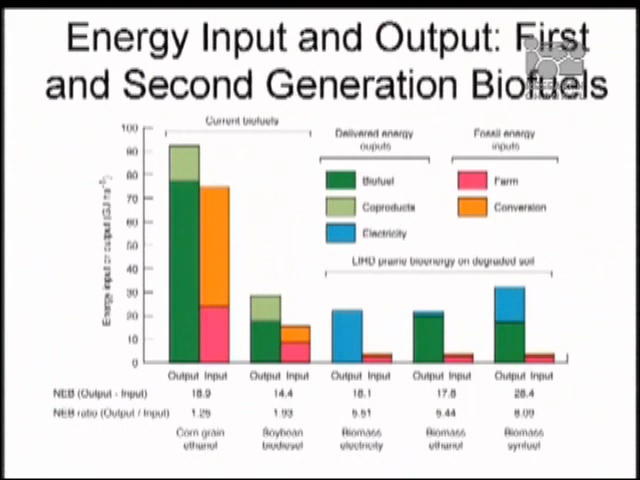 Energy Input and Output: First
and Second Generation Biofuels
RESEARCH
CHANNEL
Current biofuels
Delivered energy
ouputs
Fossil energy
inputs
Biofuel
Farm
Coproducts
Conversion
Electricity
LIHD prairie bioenergy on degraded soil
Energy input or output (GJ ha⁻¹)
100
90
80
70
60
50
40
30
20
10
0
Output Input Output Input Output Input Output Input Output Input
NEB (Output - Input) 18.9 14.4 18.1 17.8 28.4
NEB ratio (Output / Input) 1.25 1.93 5.51 5.44 8.09
Corn grain
ethanol
Soybean
biodiesel
Biomass
electricity
Biomass
ethanol
Biomass
synfuel